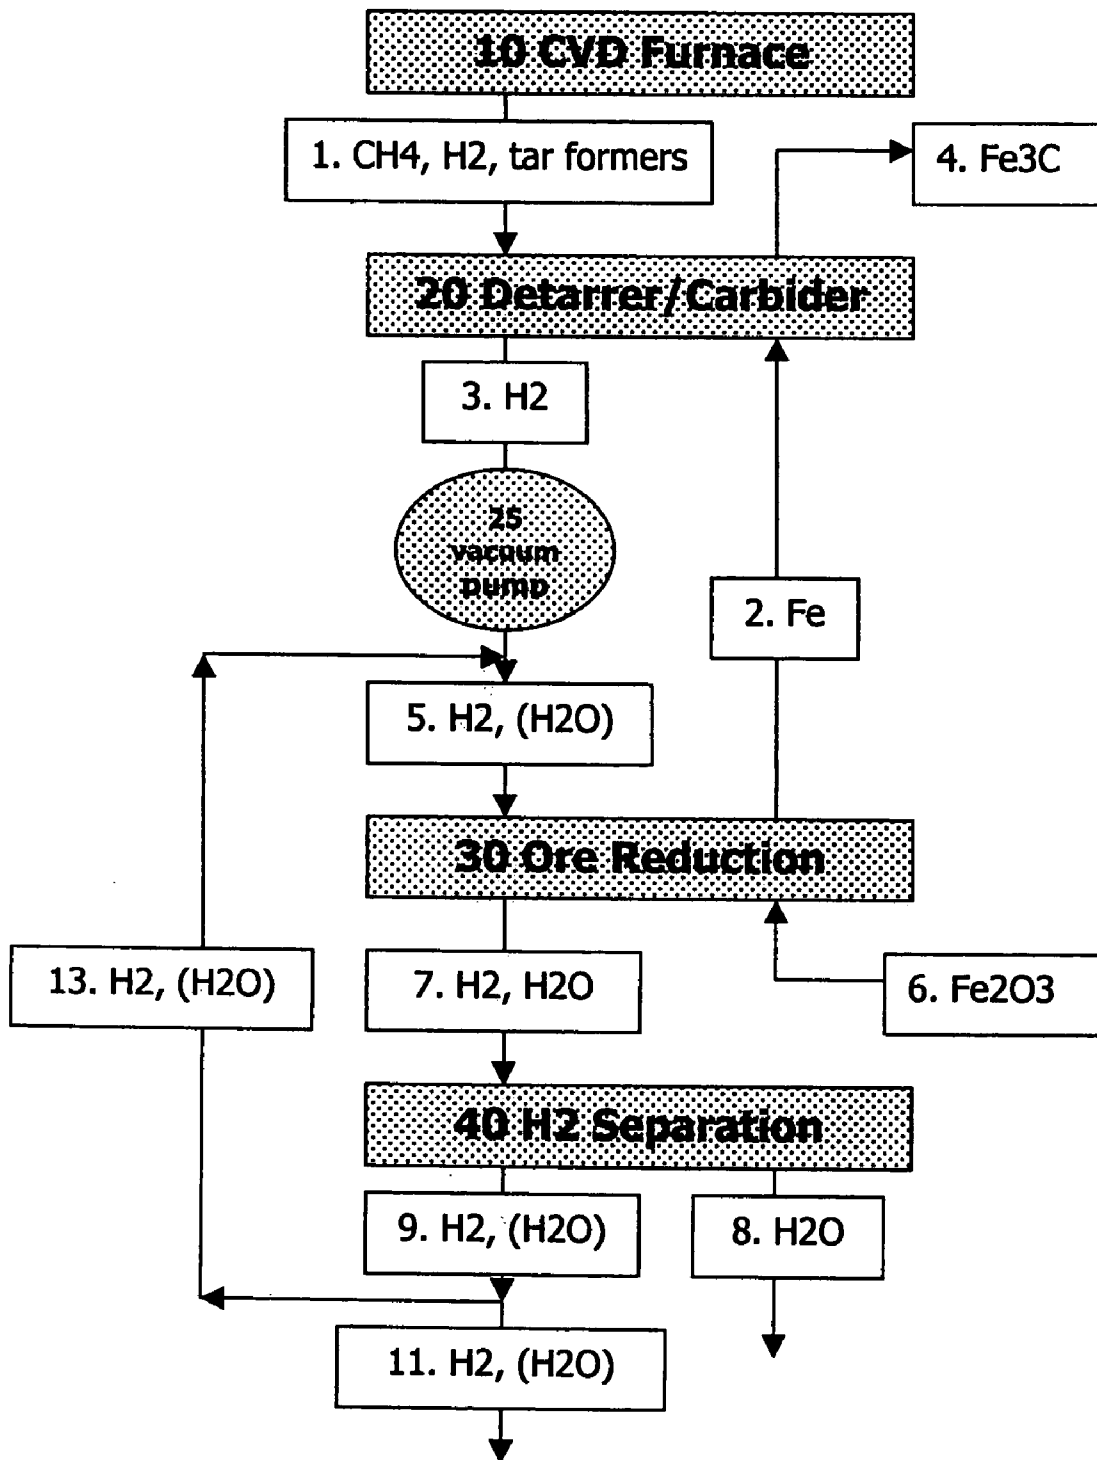 10 CVD Furnace
1. CH4, H2, tar formers
4. Fe3C
20 Detarrer/Carbider
3. H2
25
vacuum
pump
2. Fe
5. H2, (H2O)
30 Ore Reduction
13. H2, (H2O)
7. H2, H2O
6. Fe2O3
40 H2 Separation
9. H2, (H2O)
8. H2O
11. H2, (H2O)